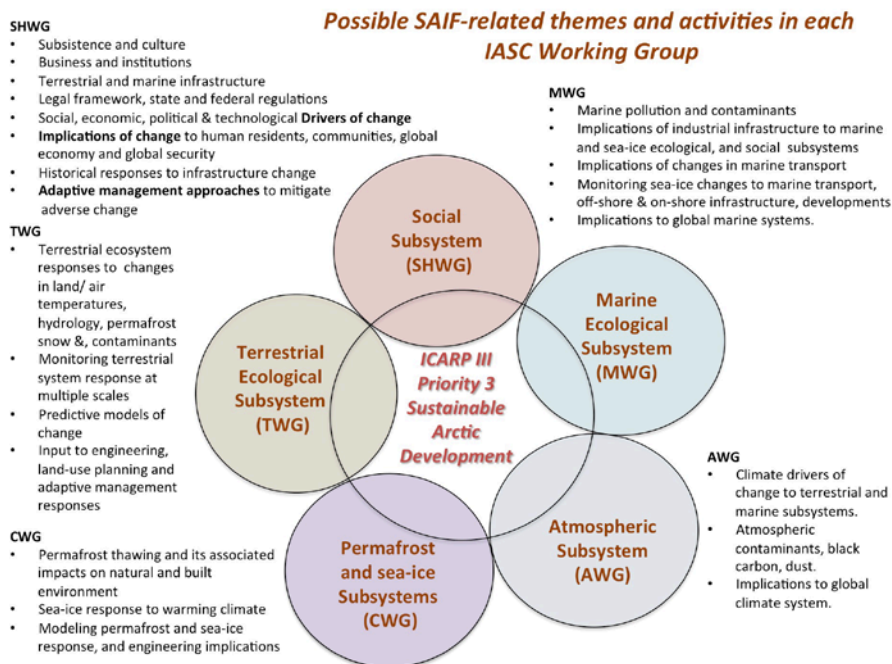 Possible SAIF-related themes and activities in each
IASC Working Group
SHWG
• Subsistence and culture
• Business and institutions
• Terrestrial and marine infrastructure
• Legal framework, state and federal regulations
• Social, economic, political & technological Drivers of change
• Implications of change to human residents, communities, global
economy and global security
• Historical responses to infrastructure change
• Adaptive management approaches to mitigate
adverse change
TWG
• Terrestrial ecosystem
responses to changes
in land/ air
temperatures,
hydrology, permafrost
snow &, contaminants
• Monitoring terrestrial
system response at
multiple scales
• Predictive models of
change
• Input to engineering,
land-use planning and
adaptive management
responses
CWG
• Permafrost thawing and its associated
impacts on natural and built
environment
• Sea-ice response to warming climate
• Modeling permafrost and sea-ice
response, and engineering implications
MWG
• Marine pollution and contaminants
• Implications of industrial infrastructure to marine
and sea-ice ecological, and social subsystems
• Implications of changes in marine transport
• Monitoring sea-ice changes to marine transport,
off-shore & on-shore infrastructure, developments
• Implications to global marine systems.
AWG
• Climate drivers of
change to terrestrial and
marine subsystems.
• Atmospheric
contaminants, black
carbon, dust.
• Implications to global
climate system.
Social
Subsystem
(SHWG)
Marine
Ecological
Subsystem
(MWG)
Terrestrial
Ecological
Subsystem
(TWG)
ICARP III
Priority 3
Sustainable
Arctic
Development
Atmospheric
Subsystem
(AWG)
Permafrost
and sea-ice
Subsystems
(CWG)